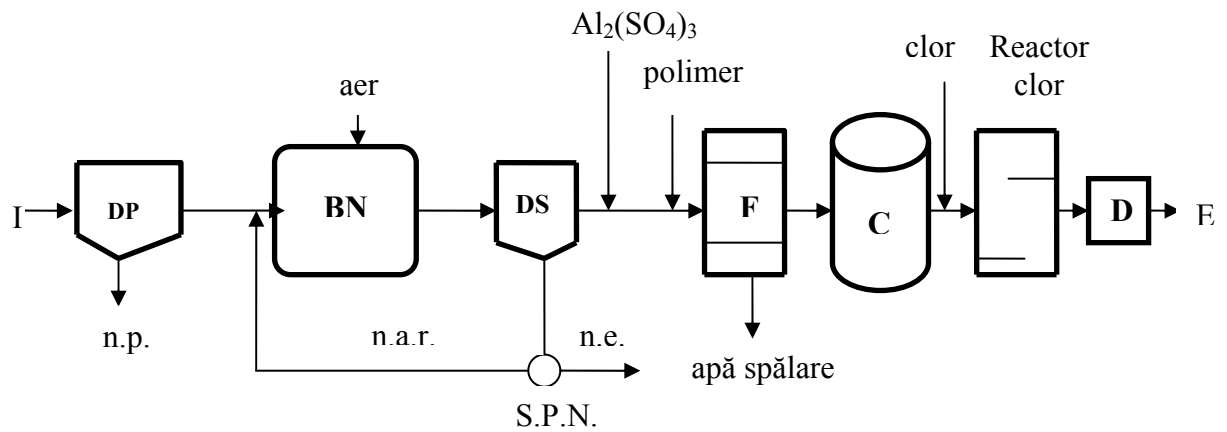 Al₂(SO₄)₃
clor
Reactor
clor
polimer
aer
I
DP
BN
DS
F
C
D
E
n.p.
n.a.r.
n.e.
apă spălare
S.P.N.